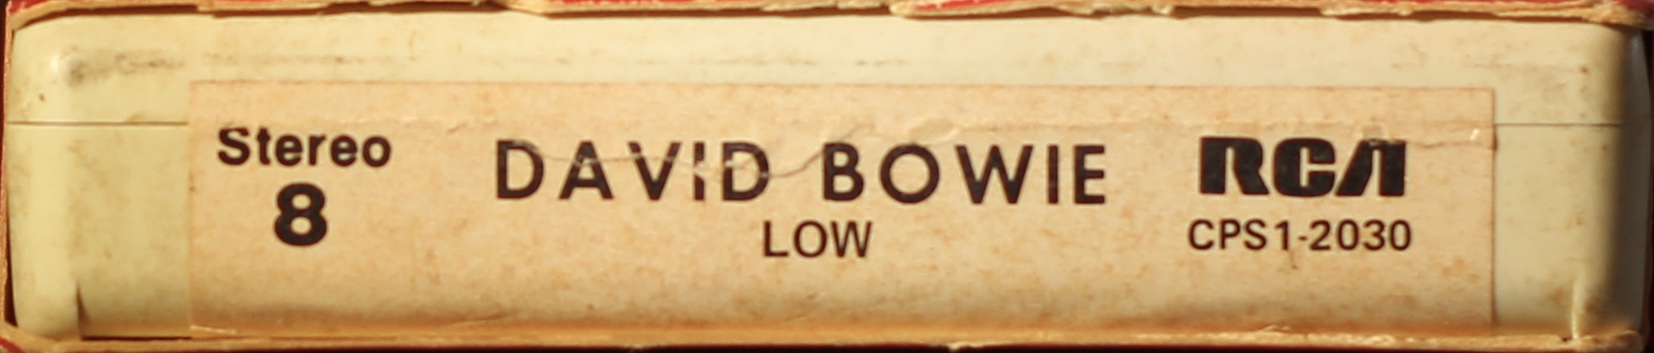 Stereo
8
DAVID BOWIE
LOW
RCA
CPS1-2030